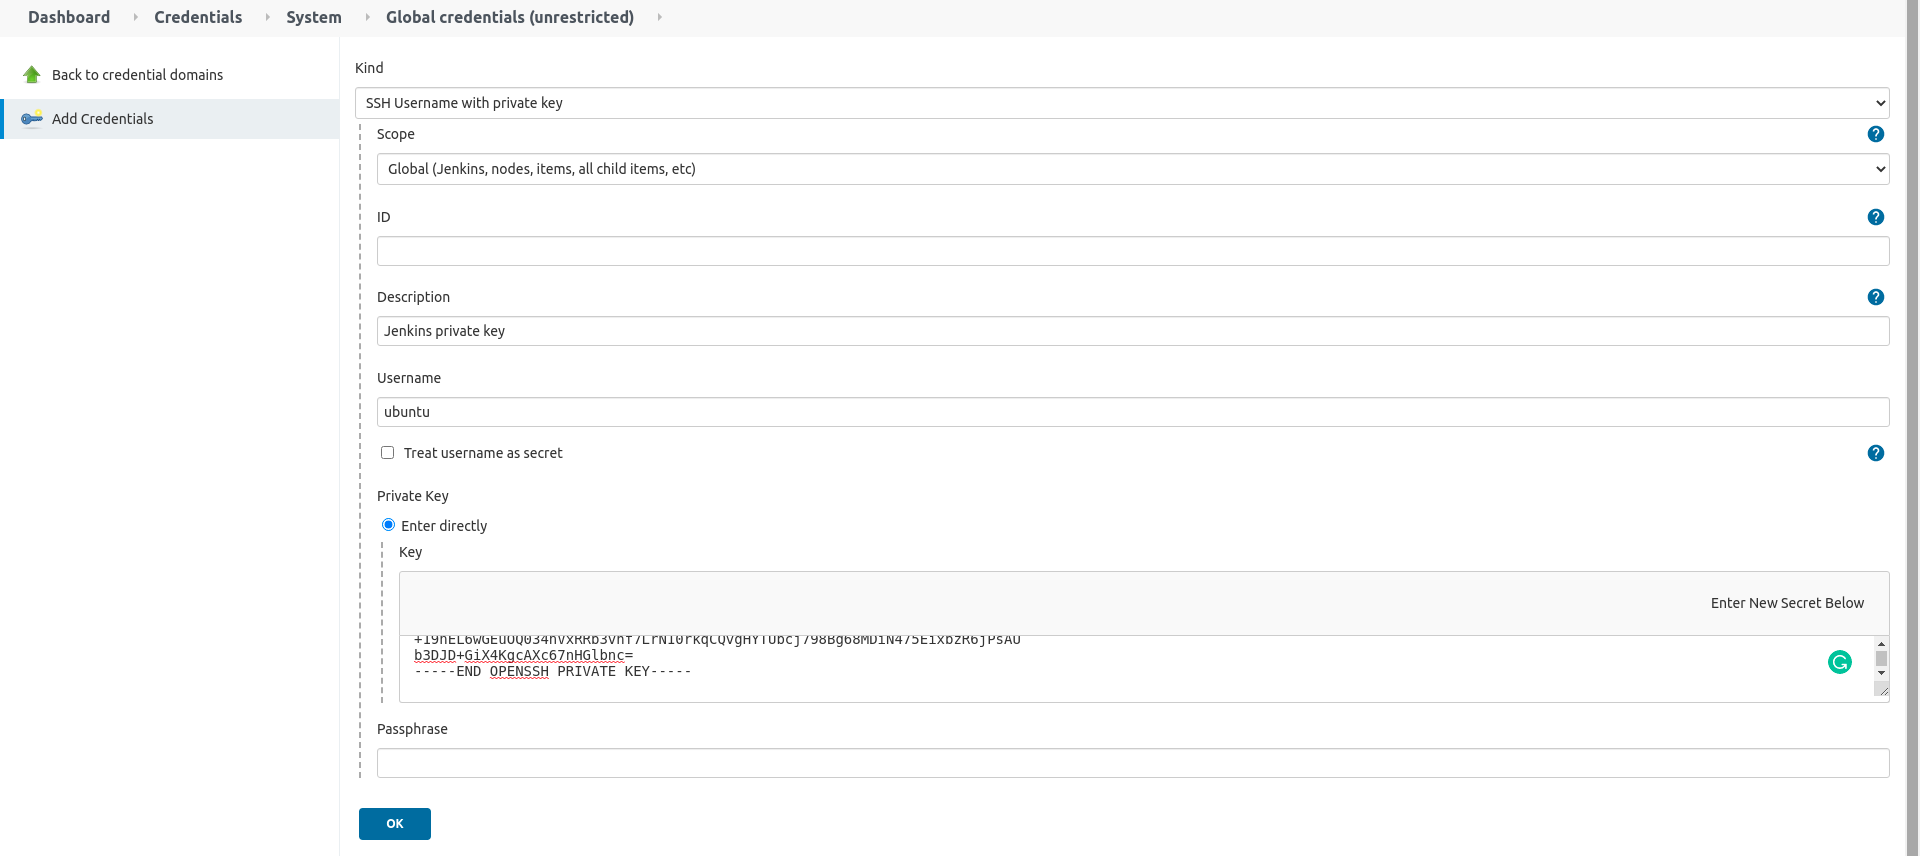 Dashboard Credentials System Global credentials (unrestricted)
Back to credential domains
Add Credentials
Kind
SSH Username with private key
Scope
Global (Jenkins, nodes, items, all child items, etc)
ID
Description
Jenkins private key
Username
ubuntu
Treat username as secret
Private Key
Enter directly
Key
Enter New Secret Below
b3DJD+GiX4KgcAXc67nHGlbnc=
-----END OPENSSH PRIVATE KEY-----
Passphrase
OK